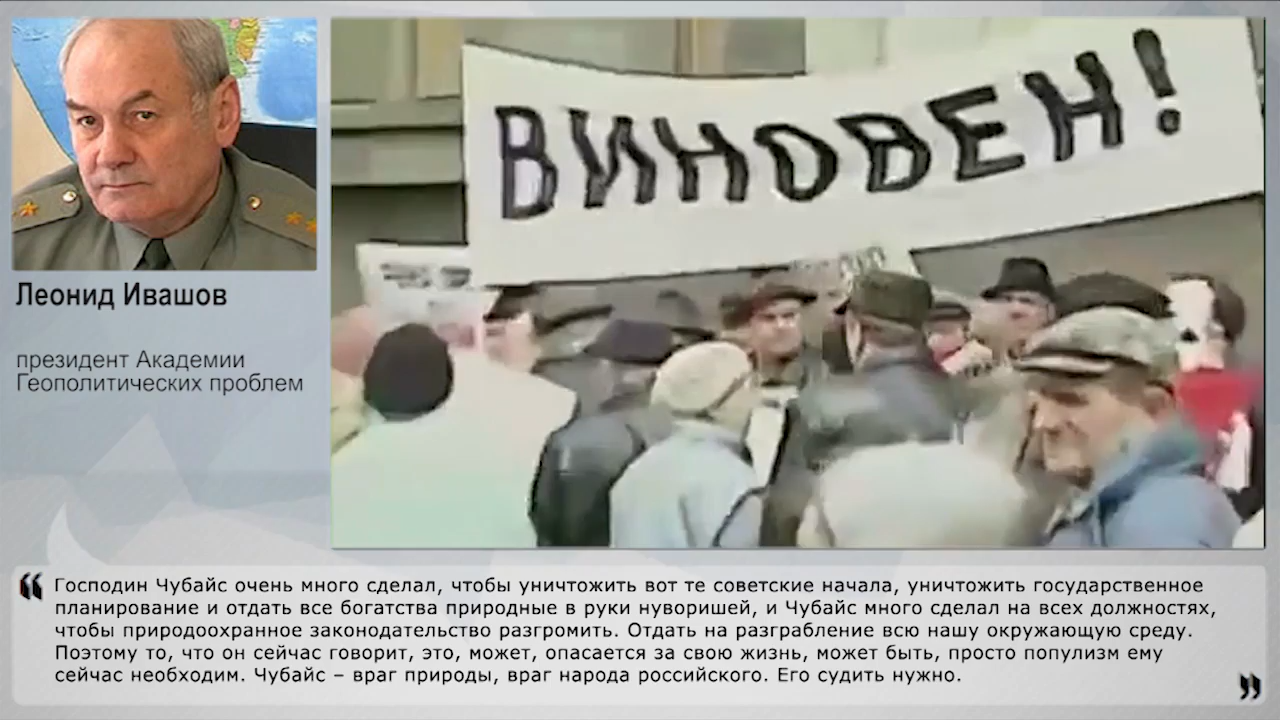 ВИНОВЕН!
Леонид Ивашов
президент Академии
Геополитических проблем
Господин Чубайс очень много сделал, чтобы уничтожить вот те советские начала, уничтожить государственное
планирование и отдать все богатства природные в руки нуворишей, и Чубайс много сделал на всех должностях,
чтобы природоохранное законодательство разгромить. Отдать на разграбление всю нашу окружающую среду.
Поэтому то, что он сейчас говорит, это, может, опасается за свою жизнь, может быть, просто популизм ему
сейчас необходим. Чубайс – враг природы, враг народа российского. Его судить нужно.